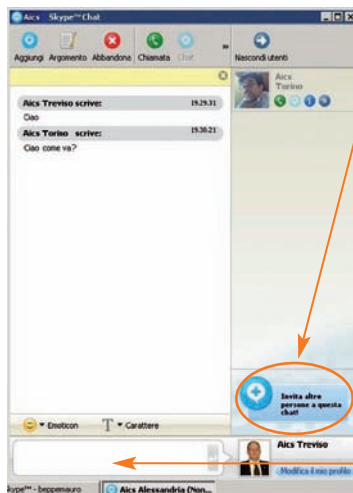 Aics Skype™ Chat
Aggiungi Argomento Abbandona Chiamata Chat » Nascondi utenti
Aics
Torino
Aics Treviso scrive: 19.29.31
Ciao
Aics Torino scrive: 19.30.21
Ciao come va?
Invita altre
persone a questa
chat!
Emoticon T Carattere
Aics Treviso
Modifica il mio profilo
kype™ - beppemauro Aics Alessandria (Non...